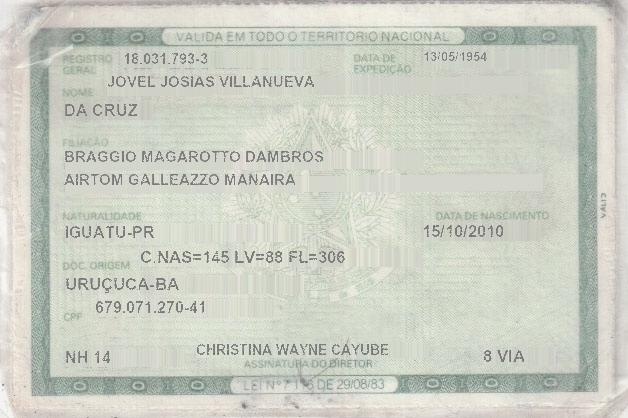 VALIDA EM TODO O TERRITÓRIO NACIONAL
REGISTRO GERAL 18.031.793-3 DATA DE EXPEDIÇÃO 13/05/1954
NOME JOVEL JOSIAS VILLANUEVA
DA CRUZ
FILIAÇÃO
BRAGGIO MAGAROTTO DAMBROS
AIRTOM GALLEAZZO MANAIRA
NATURALIDADE DATA DE NASCIMENTO
IGUATU-PR 15/10/2010
DOC. ORIGEM C.NAS=145 LV=88 FL=306
URUÇUCA-BA
CPF 679.071.270-41
NH 14 CHRISTINA WAYNE CAYUBE 8 VIA
ASSINATURA DO DIRETOR
LEI Nº 7.116 DE 29/08/83